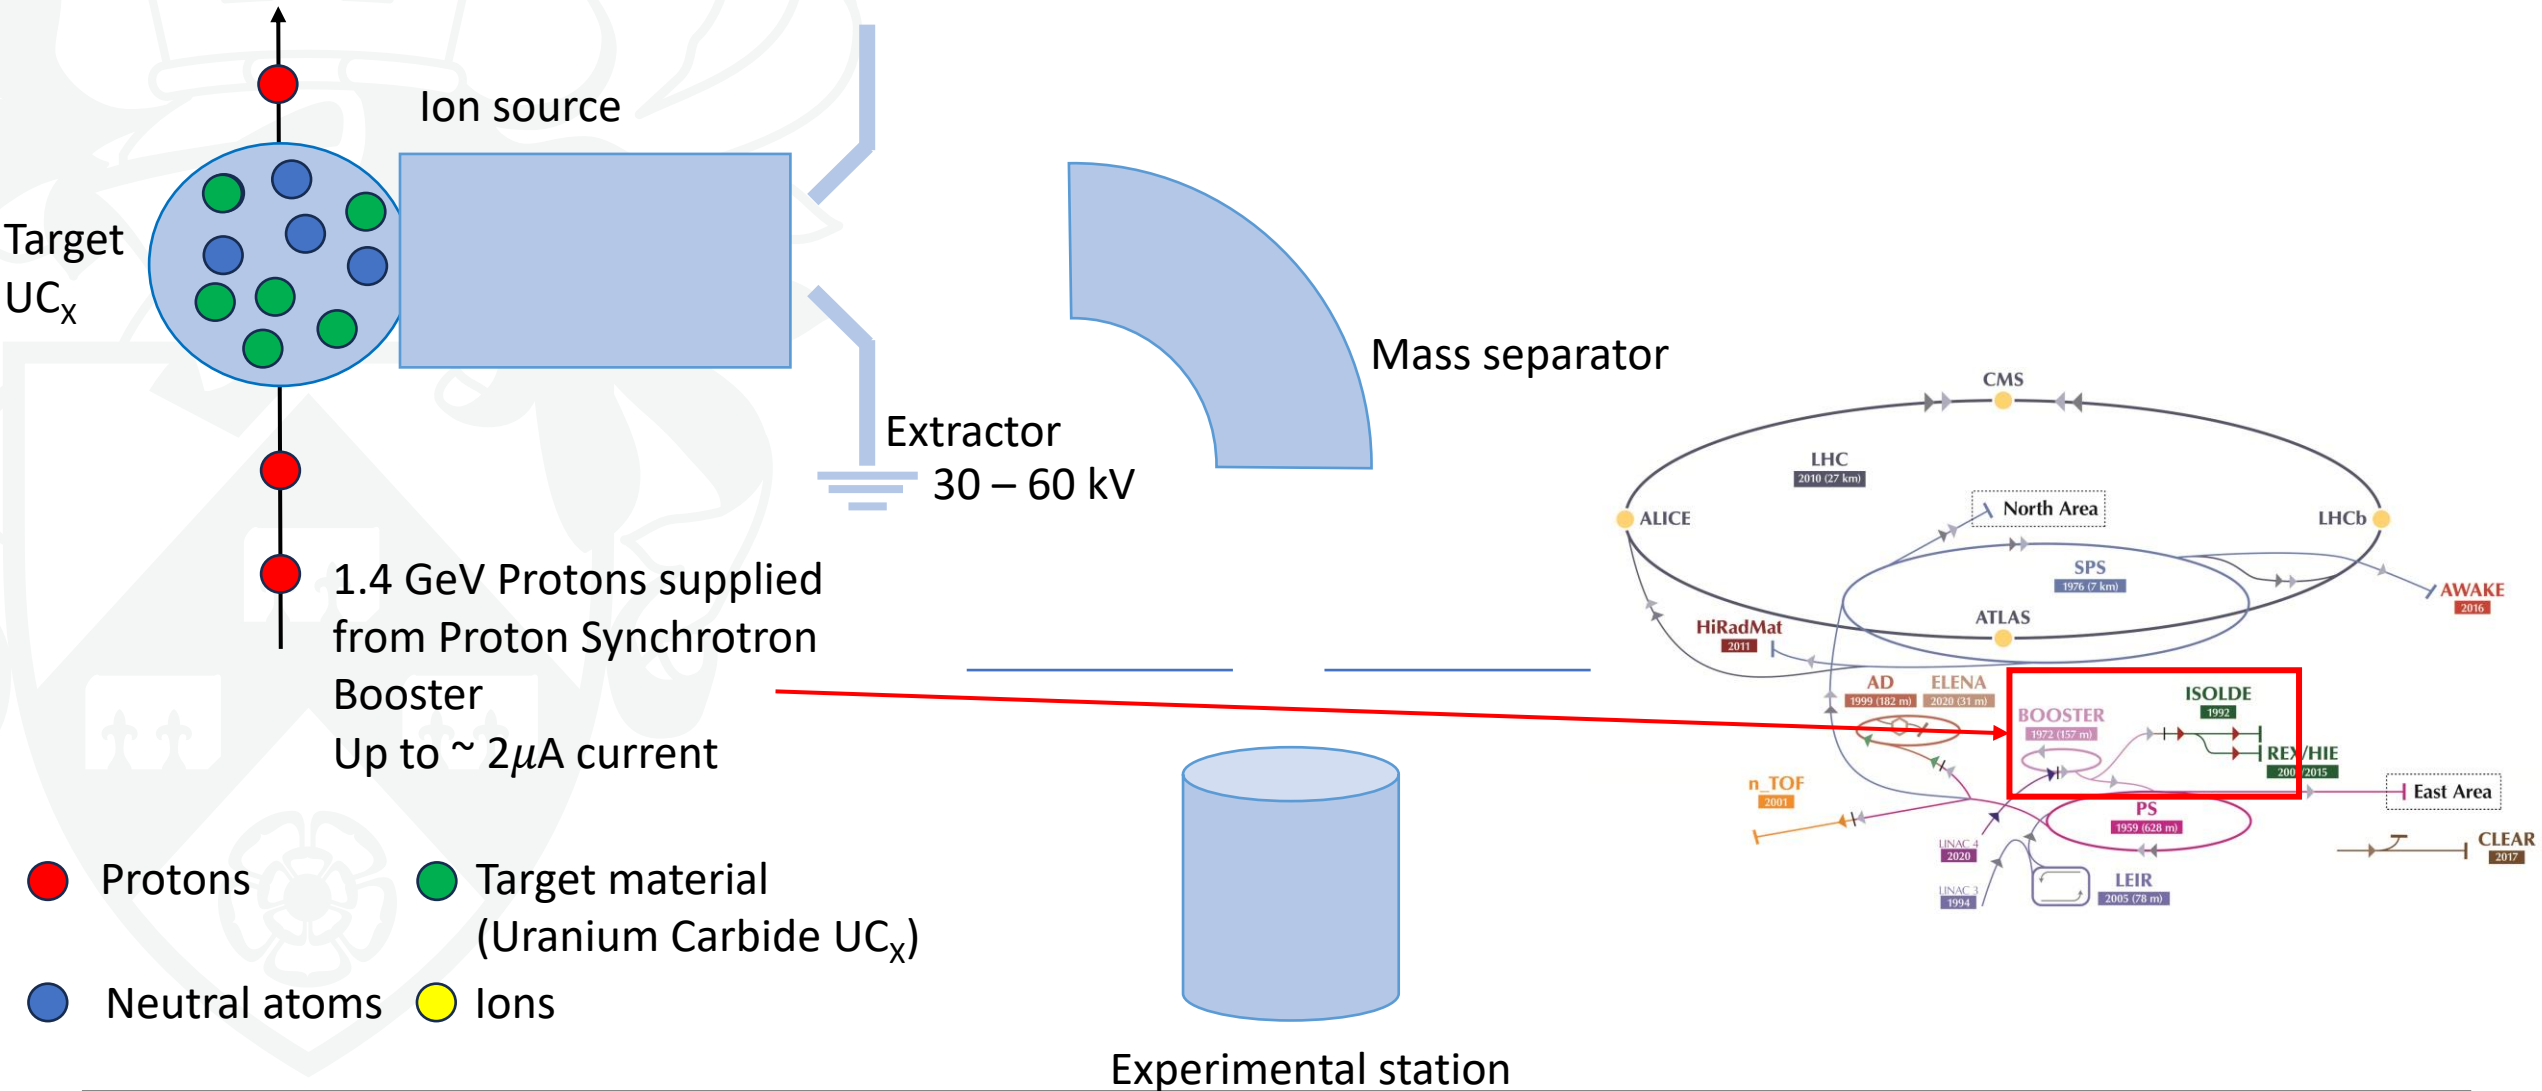 Ion source
Target
UCX
Mass separator
Extractor
30 – 60 kV
1.4 GeV Protons supplied
from Proton Synchrotron
Booster
Up to ~ 2𝜇A current
Protons
Target material
(Uranium Carbide UCX)
Neutral atoms
Ions
Experimental station
CMS
LHC
2010 (27 km)
ALICE
North Area
LHCb
SPS
1976 (7 km)
AWAKE
2016
ATLAS
HiRadMat
2011
AD
1999 (182 m)
ELENA
2020 (31 m)
ISOLDE
1992
BOOSTER
1972 (157 m)
REX/HIE
2001/2015
n_TOF
2001
East Area
PS
1959 (628 m)
LINAC 4
2020
CLEAR
2017
LINAC 3
1994
LEIR
2005 (78 m)